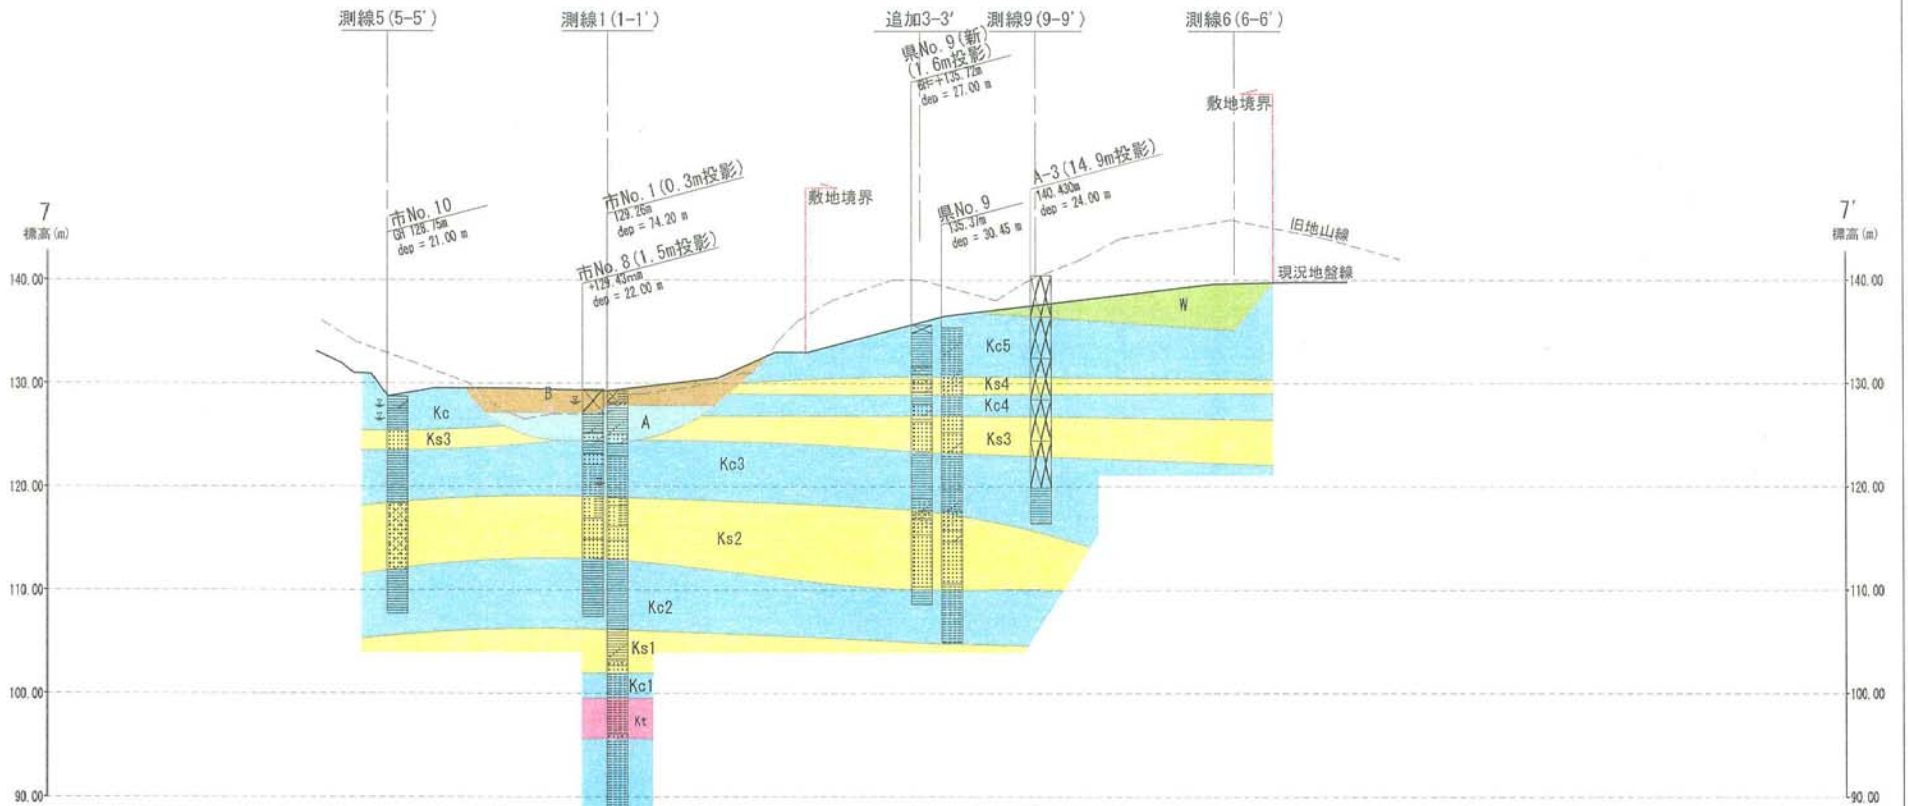 測線5(5-5')
測線1(1-1')
追加3-3'
測線9(9-9')
測線6(6-6')
県No. 9(新)
(1. 6m投影)
+135.72m
dep = 27.00 m
敷地境界
市No. 1(0. 3m投影)
129.26m
dep = 74.20 m
A-3(14. 9m投影)
140.430m
dep = 24.00 m
敷地境界
市No. 10
GH 128.75m
dep = 21.00 m
県No. 9
135.37m
dep = 30.45 m
市No. 8(1. 5m投影)
+129.43
dep = 22.00 m
7
標高(m)
7'
標高(m)
旧地山線
現況地盤線
140.00
140.00
W
Kc5
130.00
130.00
B
Ks4
Kc4
Kc
A
Ks3
Ks3
Kc3
120.00
120.00
Ks2
110.00
110.00
Kc2
Ks1
Kc1
100.00
100.00
Kt
90.00
90.00